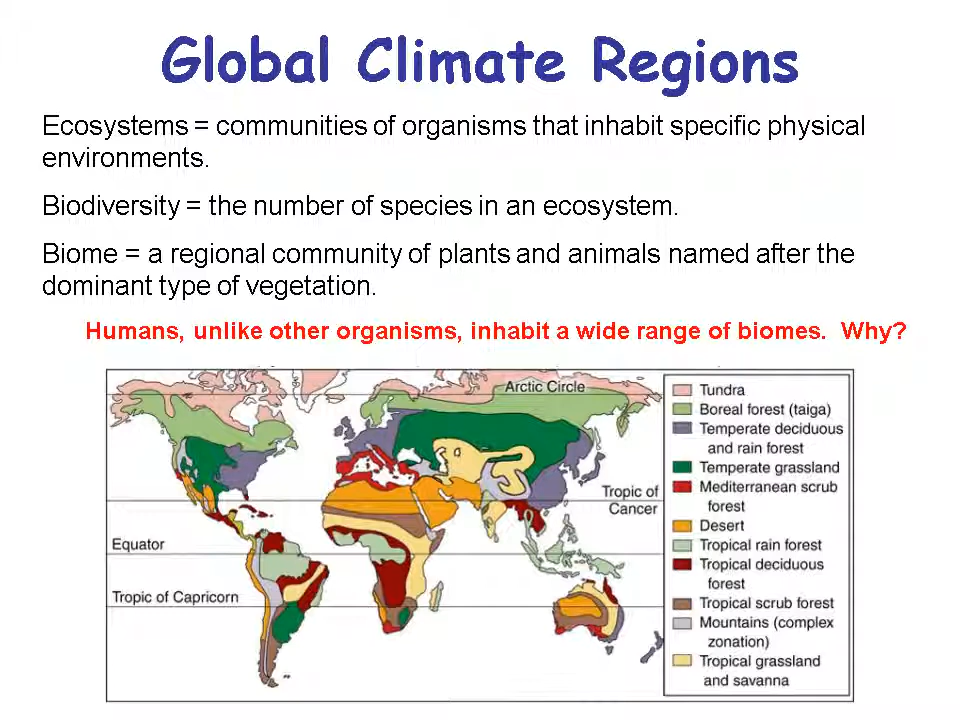 Global Climate Regions
Ecosystems = communities of organisms that inhabit specific physical
environments.
Biodiversity = the number of species in an ecosystem.
Biome = a regional community of plants and animals named after the
dominant type of vegetation.
Humans, unlike other organisms, inhabit a wide range of biomes.  Why?
Arctic Circle
Tropic of
Cancer
Equator
Tropic of Capricorn
Tundra
Boreal forest (taiga)
Temperate deciduous
and rain forest
Temperate grassland
Mediterranean scrub
forest
Desert
Tropical rain forest
Tropical deciduous
forest
Tropical scrub forest
Mountains (complex
zonation)
Tropical grassland
and savanna